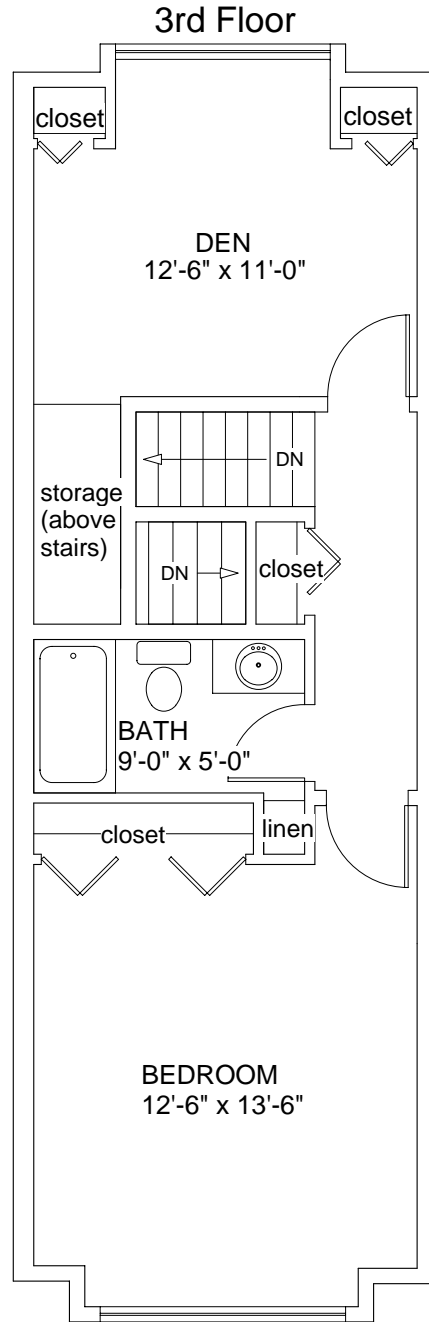 3rd Floor
closet
closet
DEN
12'-6" x 11'-0"
DN
storage
(above
stairs)
DN
closet
BATH
9'-0" x 5'-0"
closet
linen
BEDROOM
12'-6" x 13'-6"